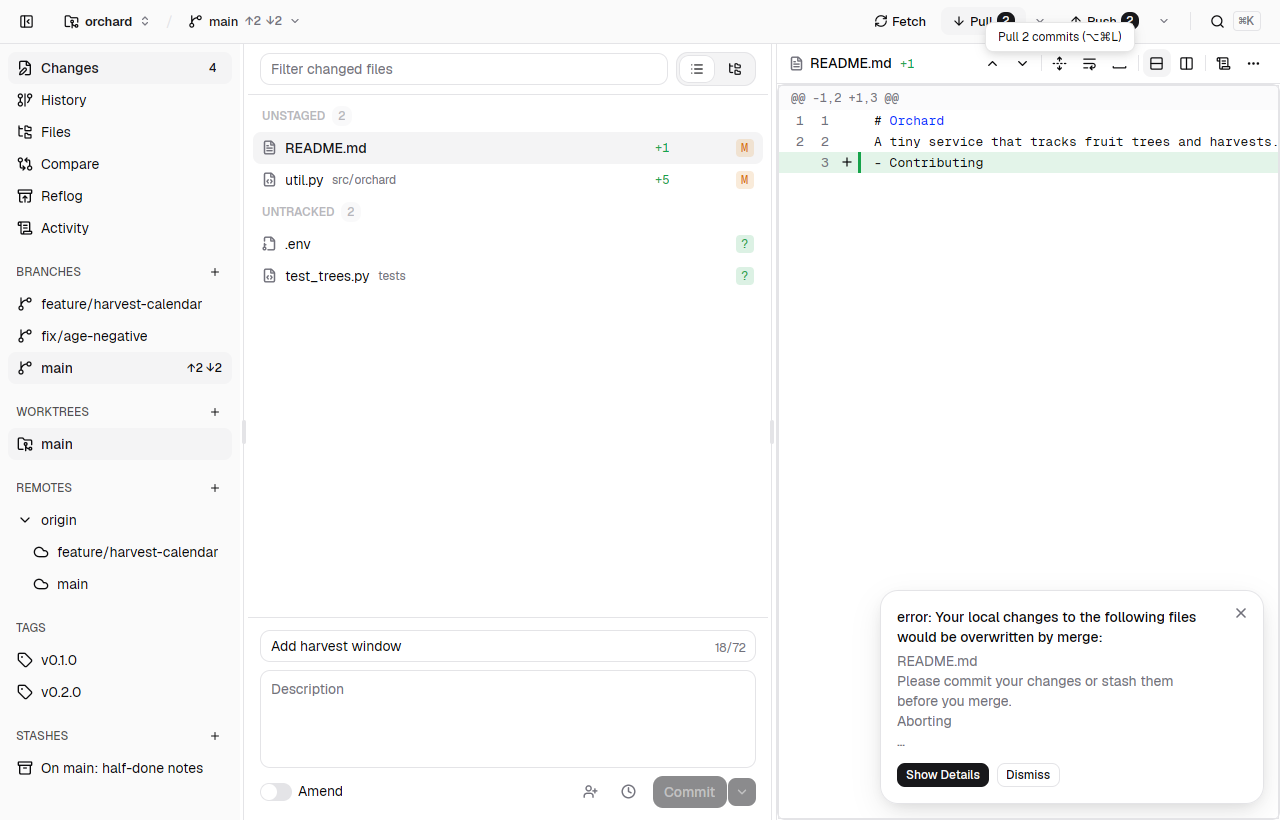 orchard
main ↑2 ↓2
Fetch
Pull 2
Push 2
⌘K
Pull 2 commits (⌥⌘L)
Changes 4
History
Files
Compare
Reflog
Activity
BRANCHES
feature/harvest-calendar
fix/age-negative
main ↑2 ↓2
WORKTREES
main
REMOTES
origin
feature/harvest-calendar
main
TAGS
v0.1.0
v0.2.0
STASHES
On main: half-done notes
Filter changed files
UNSTAGED 2
README.md +1 M
util.py src/orchard +5 M
UNTRACKED 2
.env ?
test_trees.py tests ?
Add harvest window 18/72
Description
Amend
Commit
README.md +1
@@ -1,2 +1,3 @@
1 1 # Orchard
2 2 A tiny service that tracks fruit trees and harvests.
3 + - Contributing
error: Your local changes to the following files
would be overwritten by merge:
README.md
Please commit your changes or stash them
before you merge.
Aborting
…
Show Details
Dismiss